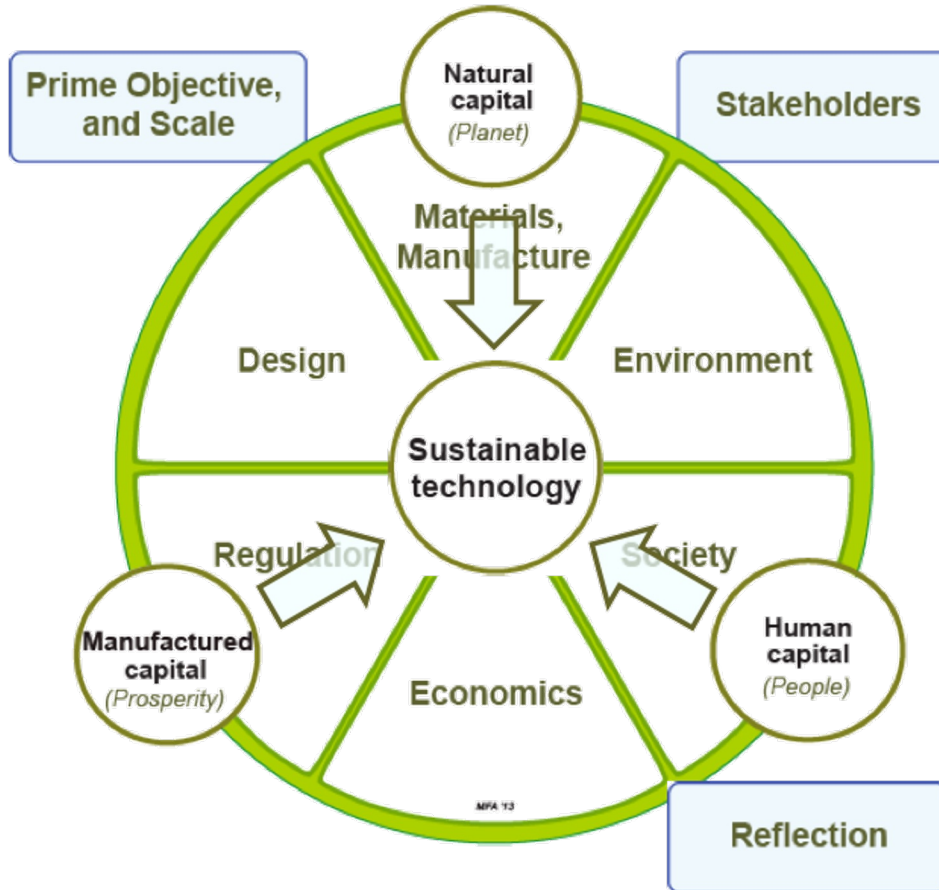 Prime Objective,
and Scale
Natural
capital
(Planet)
Stakeholders
Materials,
Manufacture
Design
Environment
Sustainable
technology
Regulation
Society
Manufactured
capital
(Prosperity)
Human
capital
(People)
Economics
MFA '13
Reflection